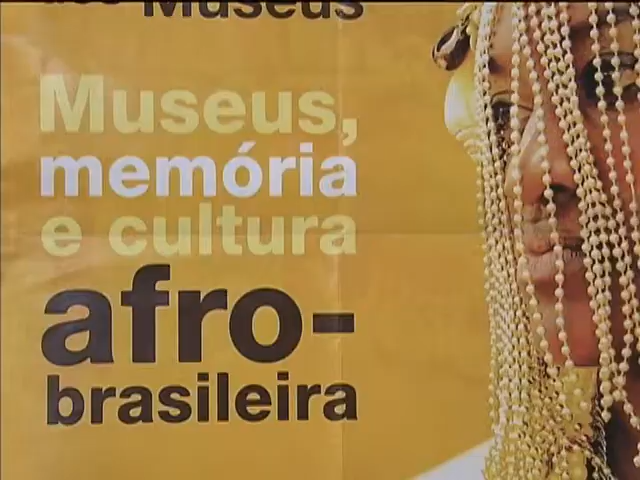 Museus
Museus,
memória
e cultura
afro-
brasileira